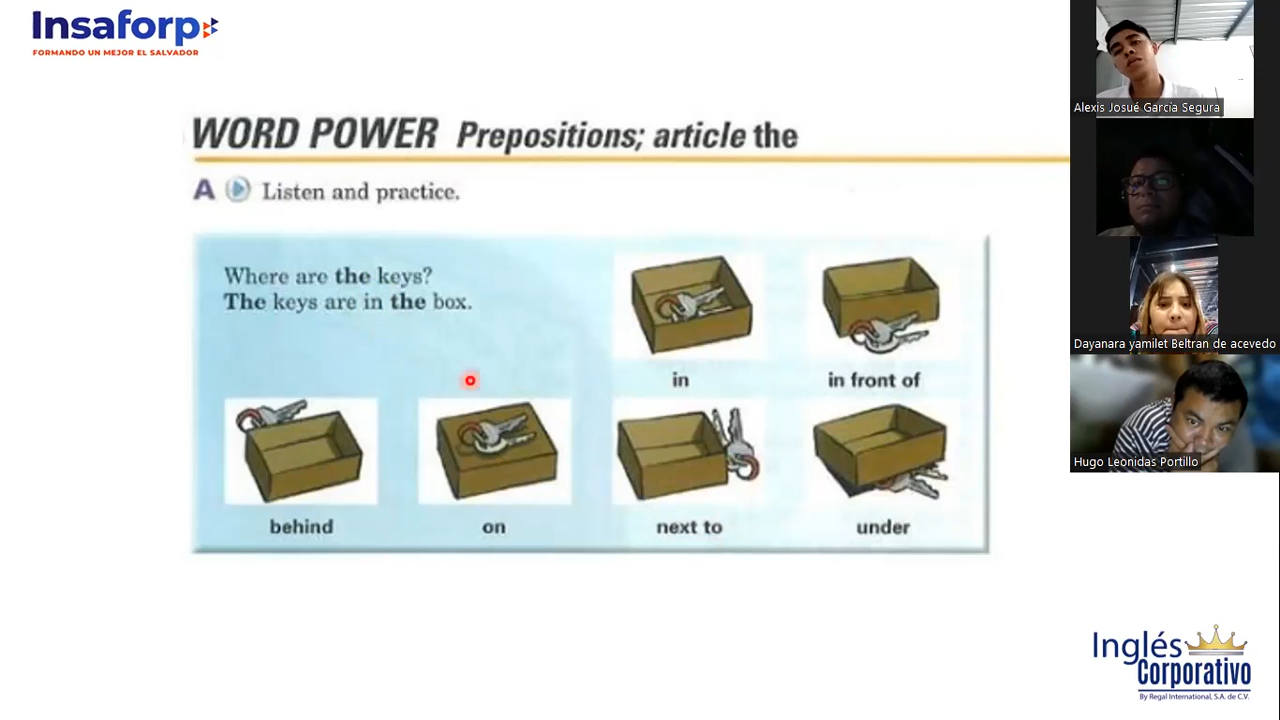 Insaforp
FORMANDO UN MEJOR EL SALVADOR
WORD POWER Prepositions; article the
A Listen and practice.
Where are the keys?
The keys are in the box.
in
in front of
behind
on
next to
under
Alexis Josué García Segura
Dayanara yamilet Beltran de acevedo
Hugo Leonidas Portillo
Inglés
Corporativo
By Regal International, S.A. de C.V.